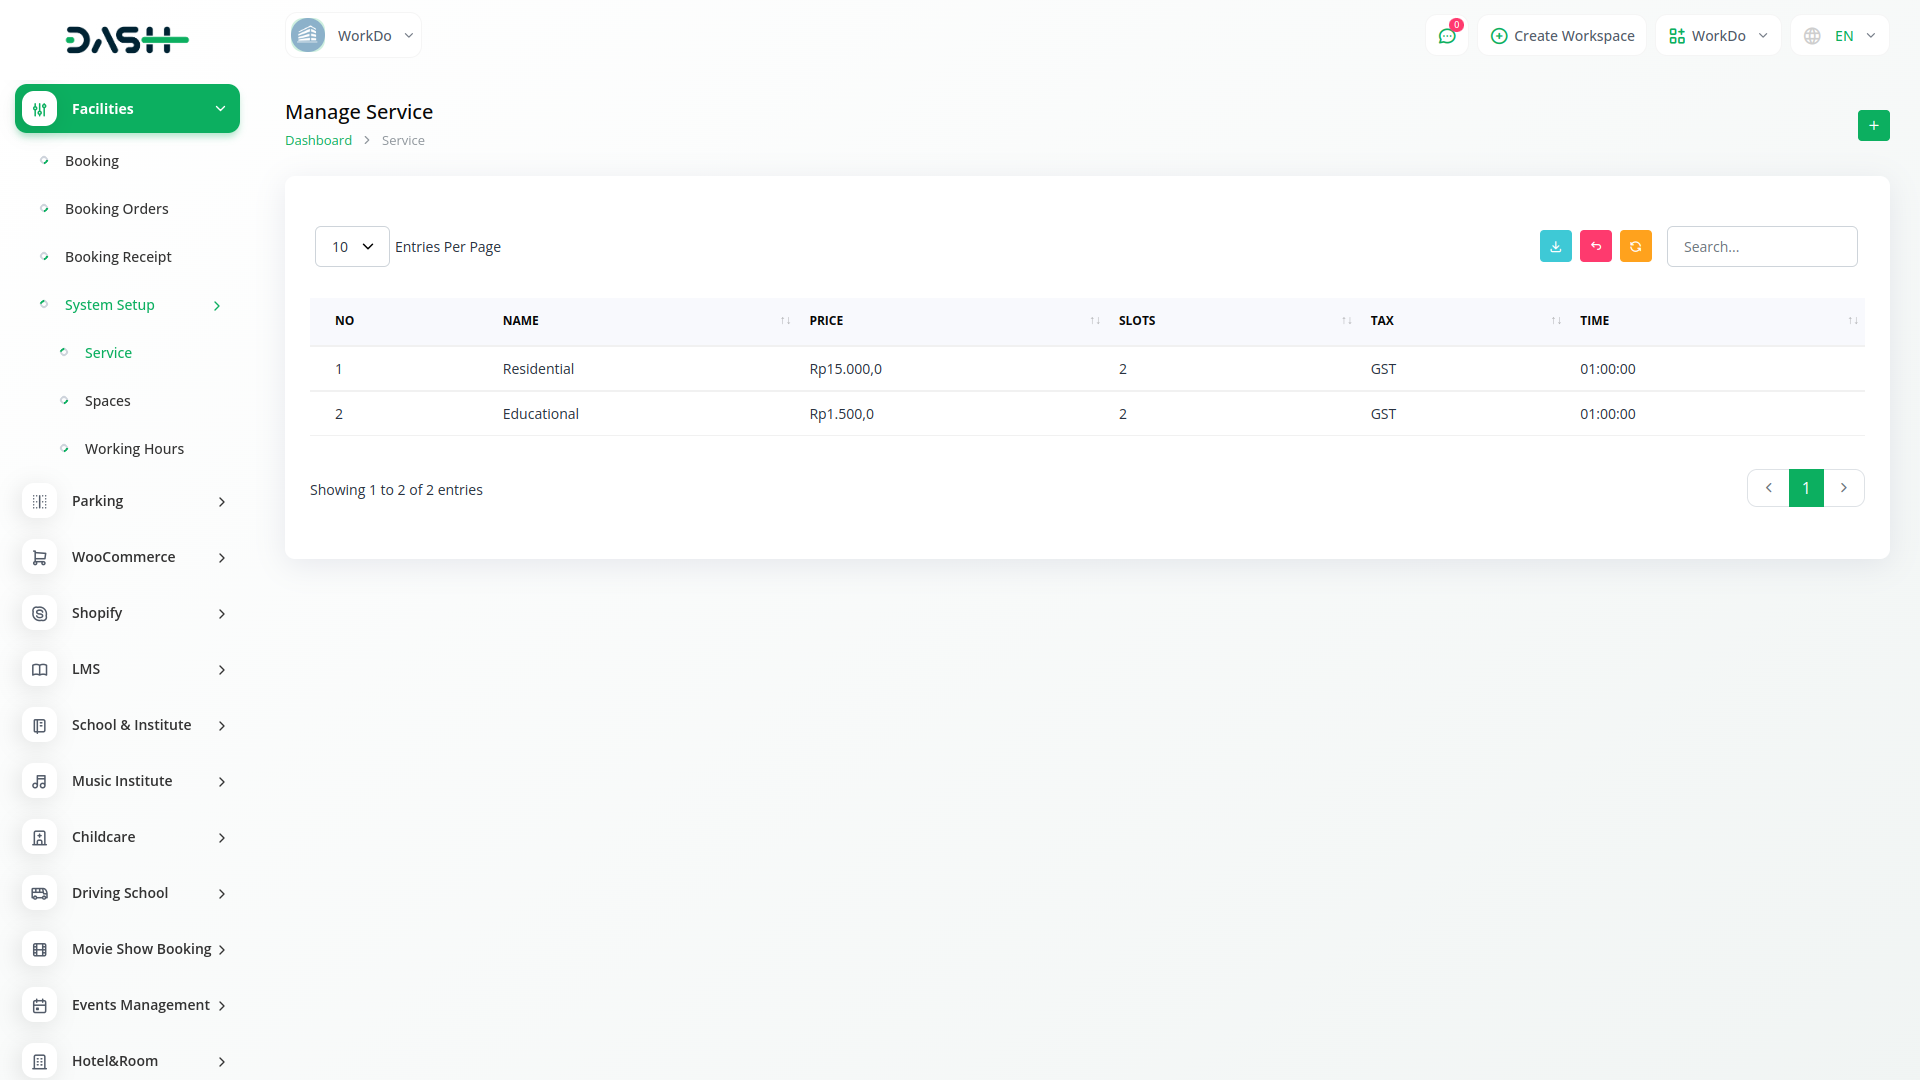 DASH
WorkDo
0
Create Workspace
WorkDo
EN
Facilities
Booking
Booking Orders
Booking Receipt
System Setup
Service
Spaces
Working Hours
Parking
WooCommerce
Shopify
LMS
School & Institute
Music Institute
Childcare
Driving School
Movie Show Booking
Events Management
Hotel&Room
Manage Service
Dashboard > Service
+
10 Entries Per Page
Search...
NO NAME PRICE SLOTS TAX TIME
1 Residential Rp15.000,0 2 GST 01:00:00
2 Educational Rp1.500,0 2 GST 01:00:00
Showing 1 to 2 of 2 entries
1